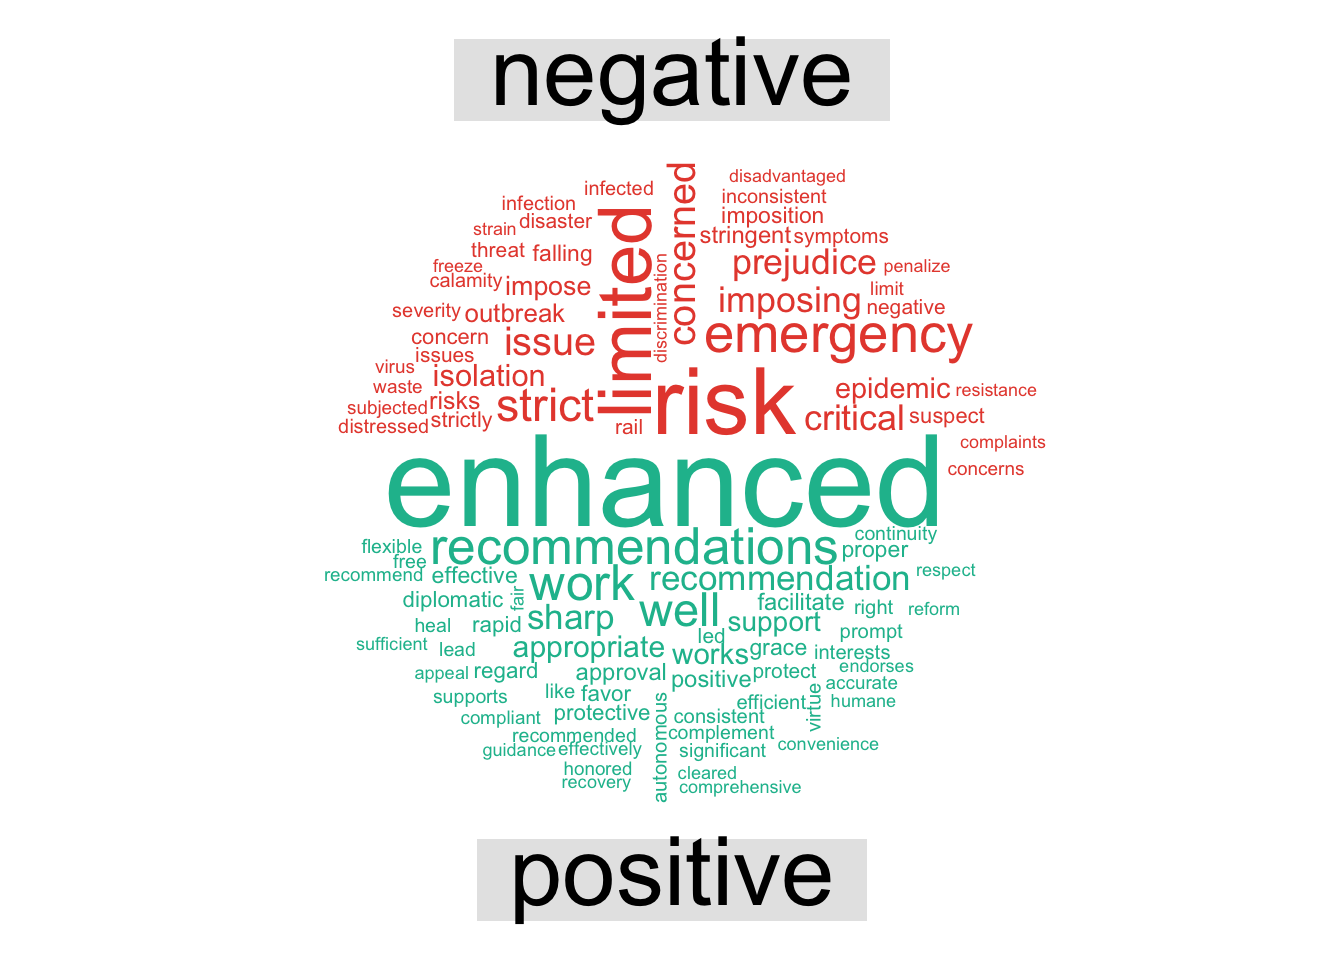 negative
disadvantaged
infected
concerned
infection
inconsistent
limited
disaster
imposition
strain
stringent
symptoms
threat
falling
prejudice
penalize
freeze
discrimination
calamity
impose
limit
imposing
negative
severity
outbreak
emergency
concern
issue
issues
virus
isolation
risk
epidemic
resistance
waste
risks
strict
subjected
critical
suspect
distressed
strictly
rail
complaints
enhanced
concerns
continuity
flexible
recommendations
proper
free
recommend
effective
work
recommendation
respect
diplomatic
fair
facilitate
right
reform
heal
rapid
sharp
well
support
prompt
led
sufficient
lead
appropriate
works
grace
interests
appeal
regard
approval
positive
protect
endorses
accurate
supports
like
favor
efficient
virtue
humane
compliant
protective
autonomous
consistent
recommended
complement
guidance
effectively
significant
convenience
honored
cleared
recovery
comprehensive
positive